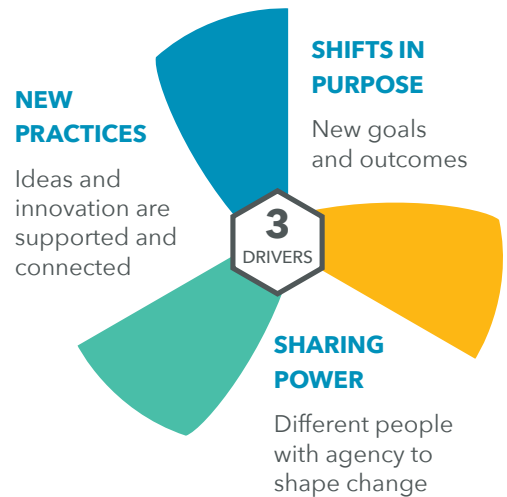 SHIFTS IN
PURPOSE
New goals
and outcomes
NEW
PRACTICES
Ideas and
innovation are
supported and
connected
3
DRIVERS
SHARING
POWER
Different people
with agency to
shape change